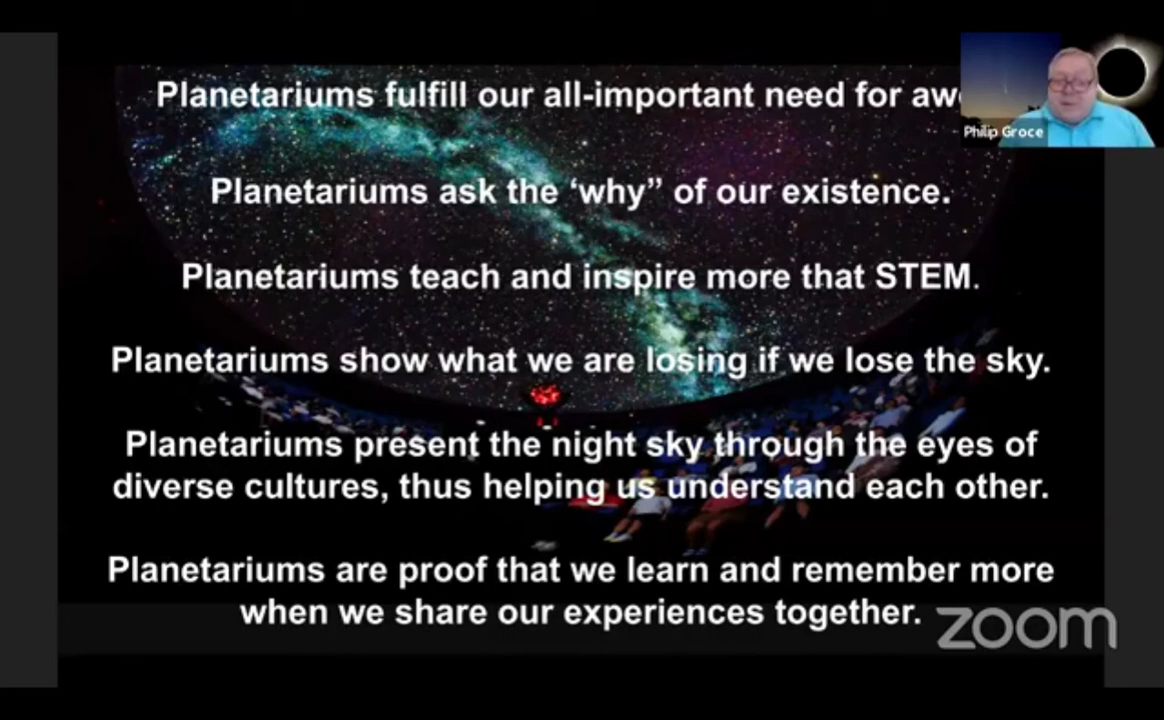 Planetariums fulfill our all-important need for aw
Philip Groce
Planetariums ask the ‘why” of our existence.
Planetariums teach and inspire more that STEM.
Planetariums show what we are losing if we lose the sky.
Planetariums present the night sky through the eyes of
diverse cultures, thus helping us understand each other.
Planetariums are proof that we learn and remember more
when we share our experiences together.
zoom